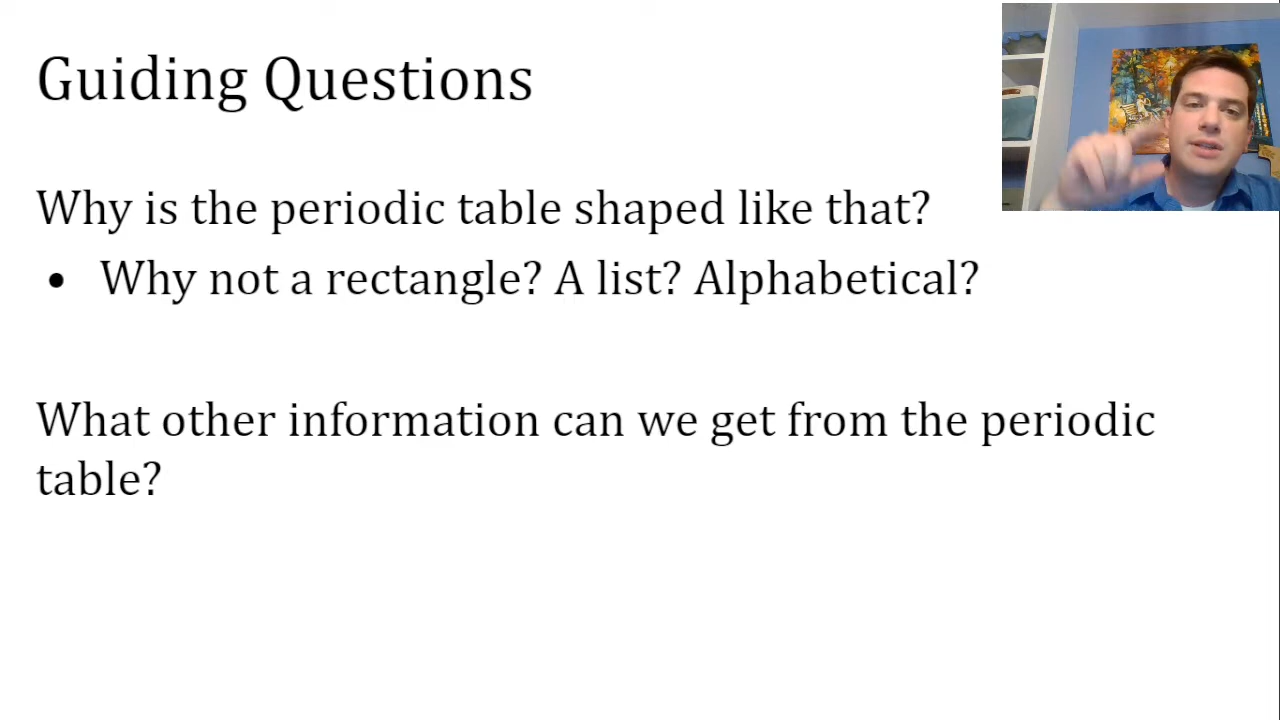 Guiding Questions
Why is the periodic table shaped like that?
• Why not a rectangle? A list? Alphabetical?
What other information can we get from the periodic
table?